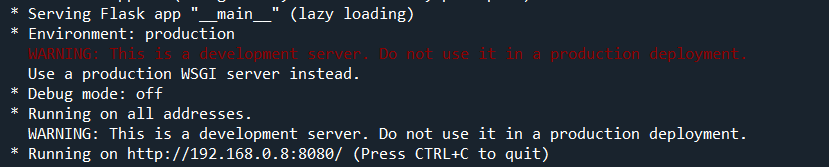 * Serving Flask app "__main__" (lazy loading)
* Environment: production
WARNING: This is a development server. Do not use it in a production deployment.
Use a production WSGI server instead.
* Debug mode: off
* Running on all addresses.
WARNING: This is a development server. Do not use it in a production deployment.
* Running on http://192.168.0.8:8080/ (Press CTRL+C to quit)